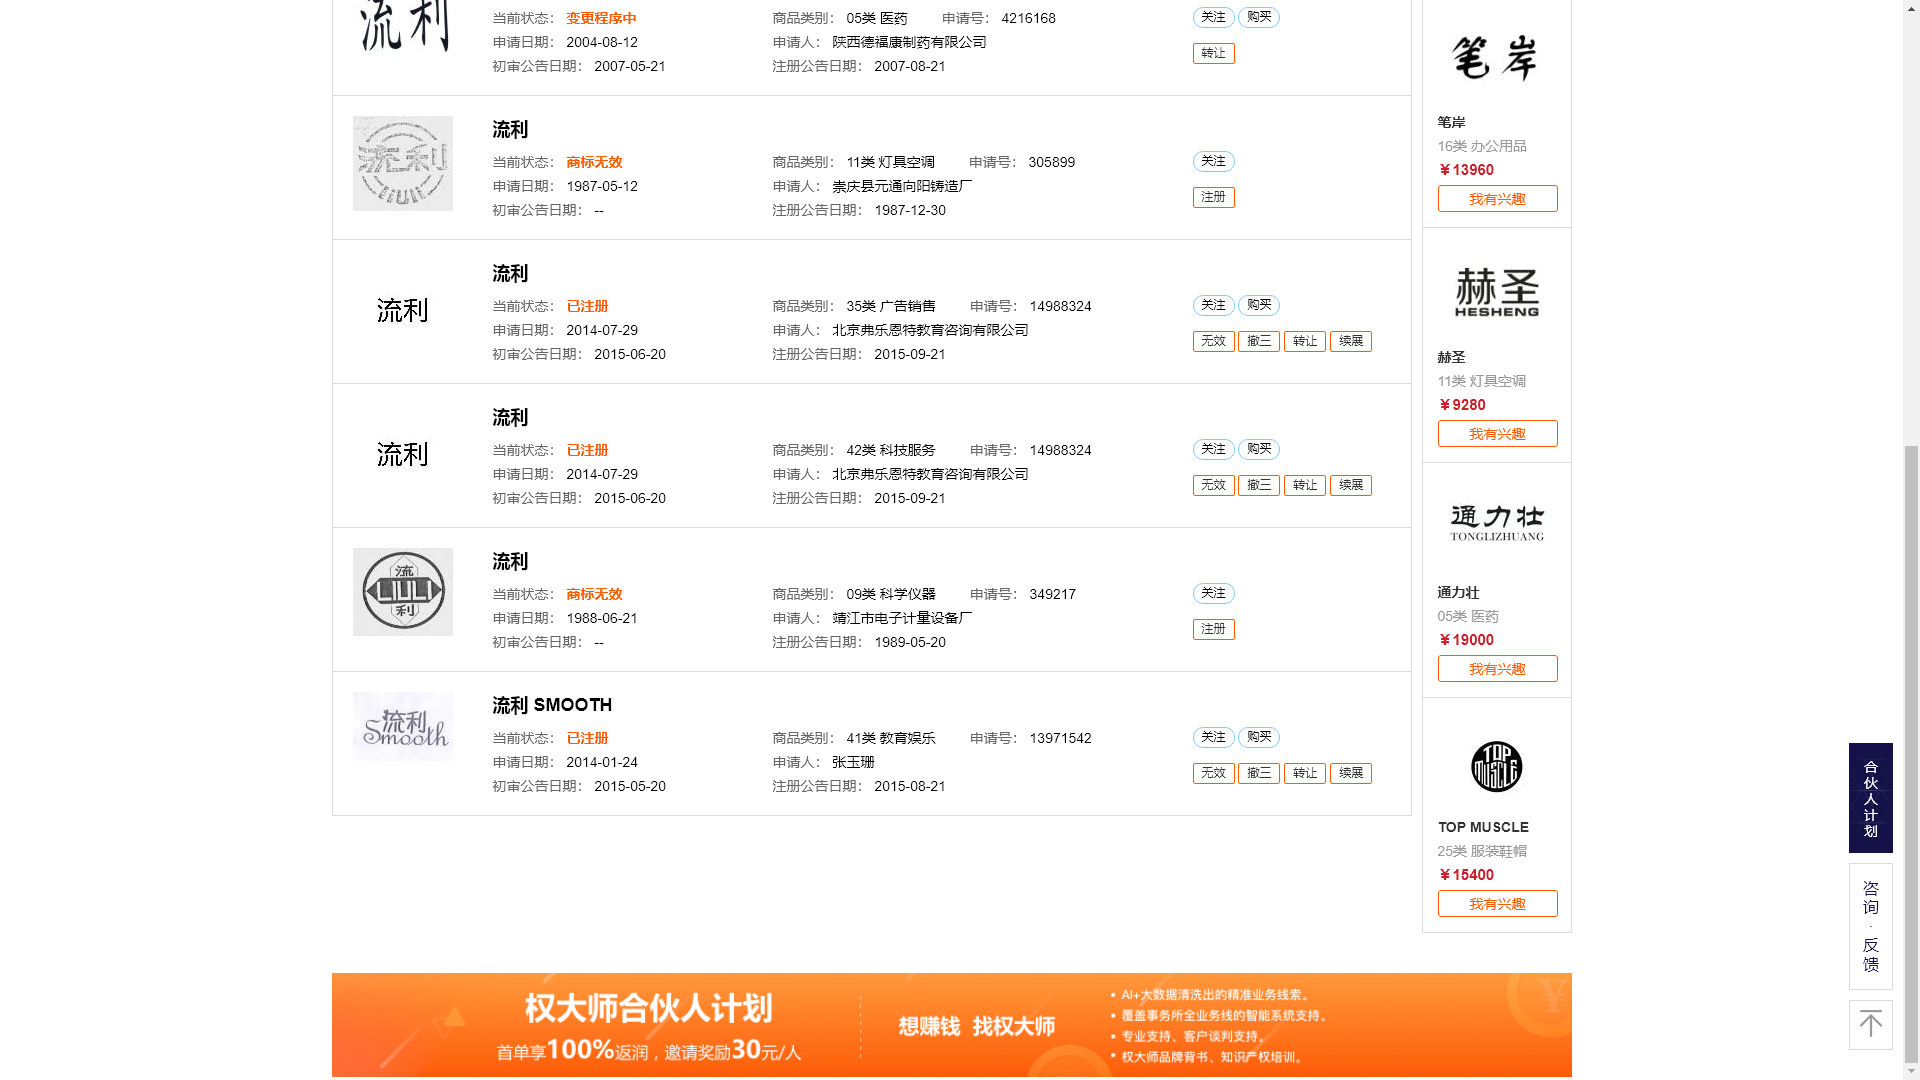 流利
当前状态： 变更程序中 商品类别： 05类 医药 申请号： 4216168 关注 购买
申请日期： 2004-08-12 申请人： 陕西德福康制药有限公司 转让
初审公告日期： 2007-05-21 注册公告日期： 2007-08-21
流利
流利
当前状态： 商标无效 商品类别： 11类 灯具空调 申请号： 305899 关注
申请日期： 1987-05-12 申请人： 崇庆县元通向阳铸造厂 注册
初审公告日期： -- 注册公告日期： 1987-12-30
流利
流利
当前状态： 已注册 商品类别： 35类 广告销售 申请号： 14988324 关注 购买
申请日期： 2014-07-29 申请人： 北京弗乐恩特教育咨询有限公司 无效 撤三 转让 续展
初审公告日期： 2015-06-20 注册公告日期： 2015-09-21
流利
流利
当前状态： 已注册 商品类别： 42类 科技服务 申请号： 14988324 关注 购买
申请日期： 2014-07-29 申请人： 北京弗乐恩特教育咨询有限公司 无效 撤三 转让 续展
初审公告日期： 2015-06-20 注册公告日期： 2015-09-21
流利
LIULI
流利
当前状态： 商标无效 商品类别： 09类 科学仪器 申请号： 349217 关注
申请日期： 1988-06-21 申请人： 靖江市电子计量设备厂 注册
初审公告日期： -- 注册公告日期： 1989-05-20
流利
Smooth
流利 SMOOTH
当前状态： 已注册 商品类别： 41类 教育娱乐 申请号： 13971542 关注 购买
申请日期： 2014-01-24 申请人： 张玉珊 无效 撤三 转让 续展
初审公告日期： 2015-05-20 注册公告日期： 2015-08-21
笔岸
笔岸
16类 办公用品
￥13960
我有兴趣
赫圣
HESHENG
赫圣
11类 灯具空调
￥9280
我有兴趣
通力壮
TONGLIZHUANG
通力壮
05类 医药
￥19000
我有兴趣
TOP
MUSCLE
TOP MUSCLE
25类 服装鞋帽
￥15400
我有兴趣
合伙人计划
咨询·反馈
权大师合伙人计划
首单享100%返润，邀请奖励30元/人
想赚钱 找权大师
• AI+大数据清洗出的精准业务线索。
• 覆盖事务所全业务线的智能系统支持。
• 专业支持、客户谈判支持。
• 权大师品牌背书、知识产权培训。